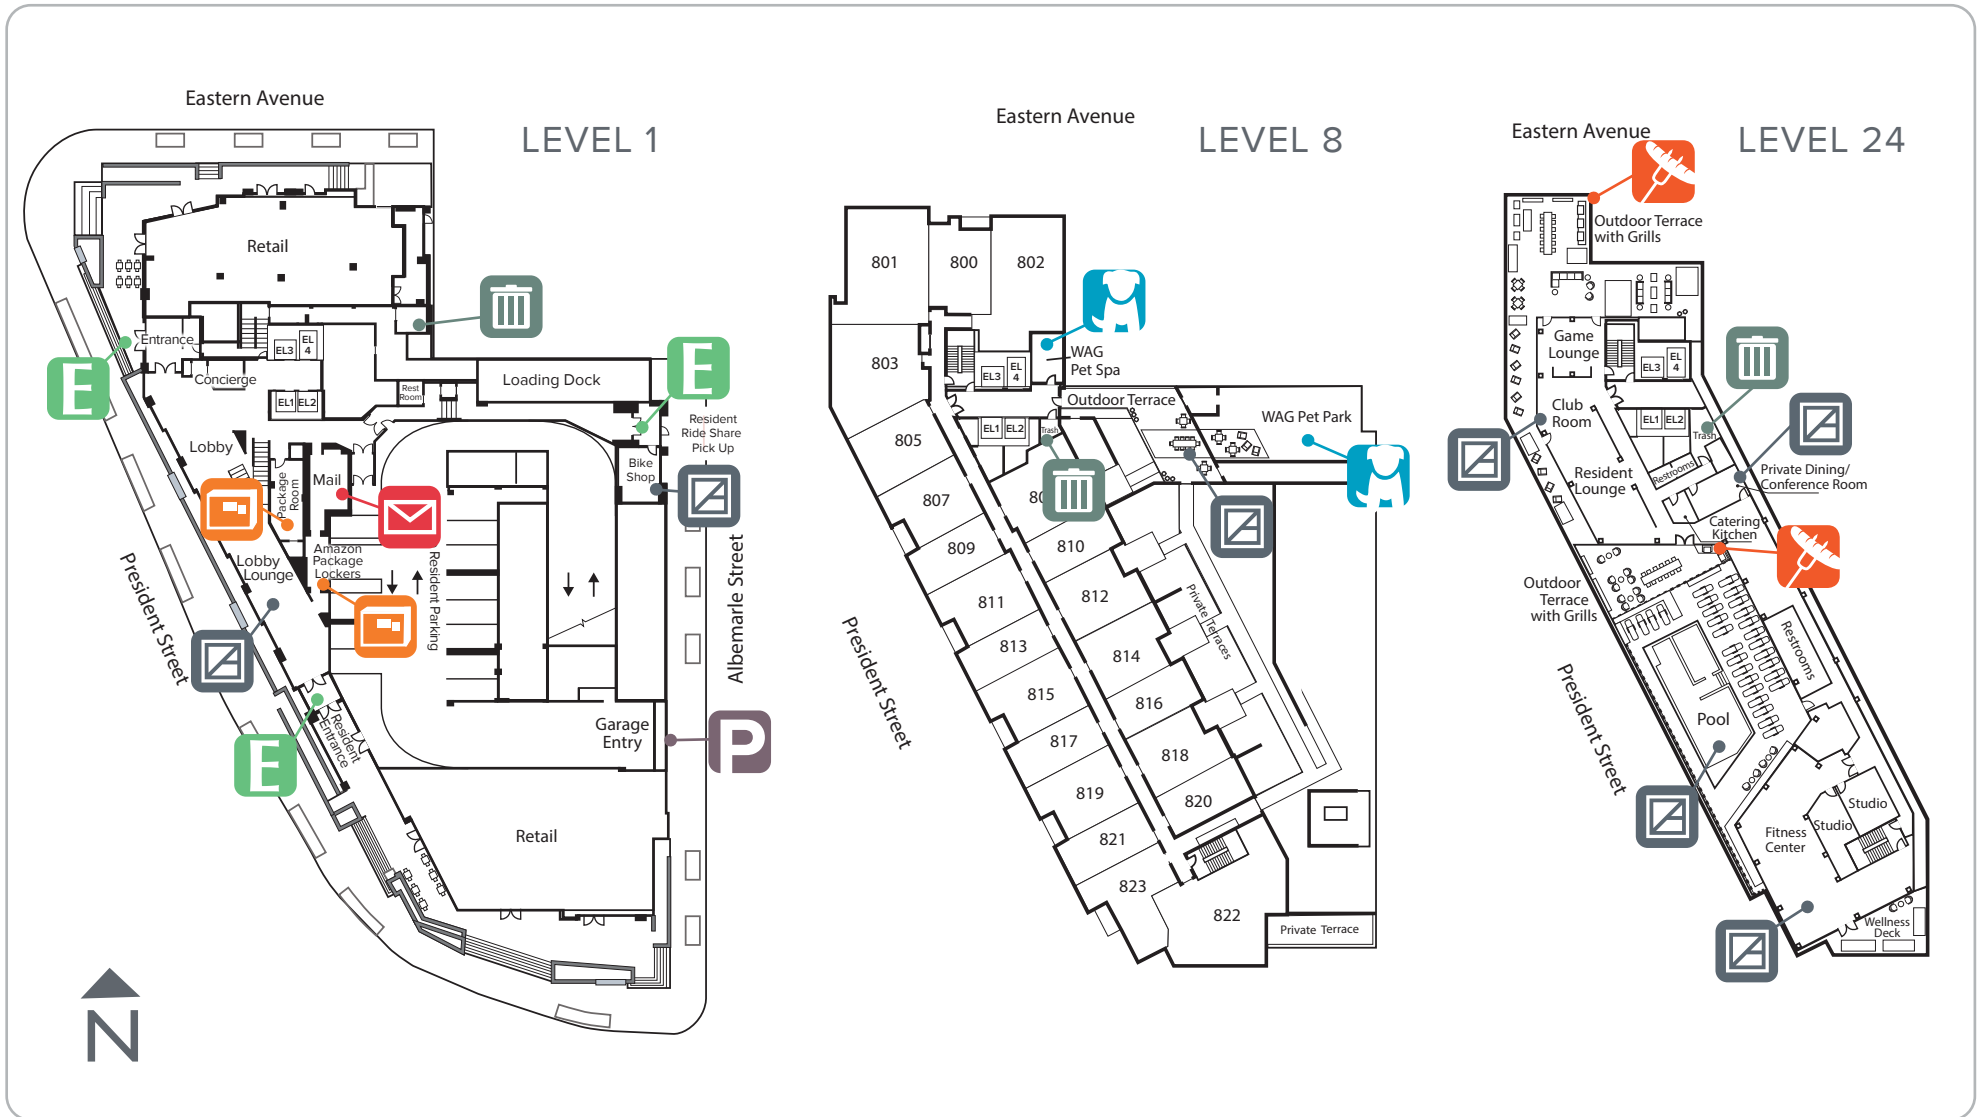 Eastern Avenue
LEVEL 1
Retail
Entrance
EL3
EL
4
Concierge
EL1
EL2
Rest
Room
Loading Dock
E
E
Resident
Ride Share
Pick Up
Bike
Shop
Lobby
Package
Room
Mail
Amazon
Package
Lockers
Lobby
Lounge
Resident Parking
President Street
Albemarle Street
E
Resident
Entrance
Garage
Entry
P
Retail
N
Eastern Avenue
LEVEL 8
801
800
802
803
WAG
Pet Spa
EL3
EL
4
Outdoor Terrace
WAG Pet Park
EL1
EL2
Trash
805
807
809
810
811
812
813
814
815
816
817
818
819
820
821
823
822
Private Terraces
Private Terrace
President Street
Eastern Avenue
LEVEL 24
Outdoor Terrace
with Grills
Game
Lounge
EL3
EL
4
Club
Room
EL1
EL2
Trash
Resident
Lounge
Restrooms
Private Dining/
Conference Room
Catering
Kitchen
Outdoor
Terrace
with Grills
Restrooms
President Street
Pool
Studio
Studio
Fitness
Center
Wellness
Deck